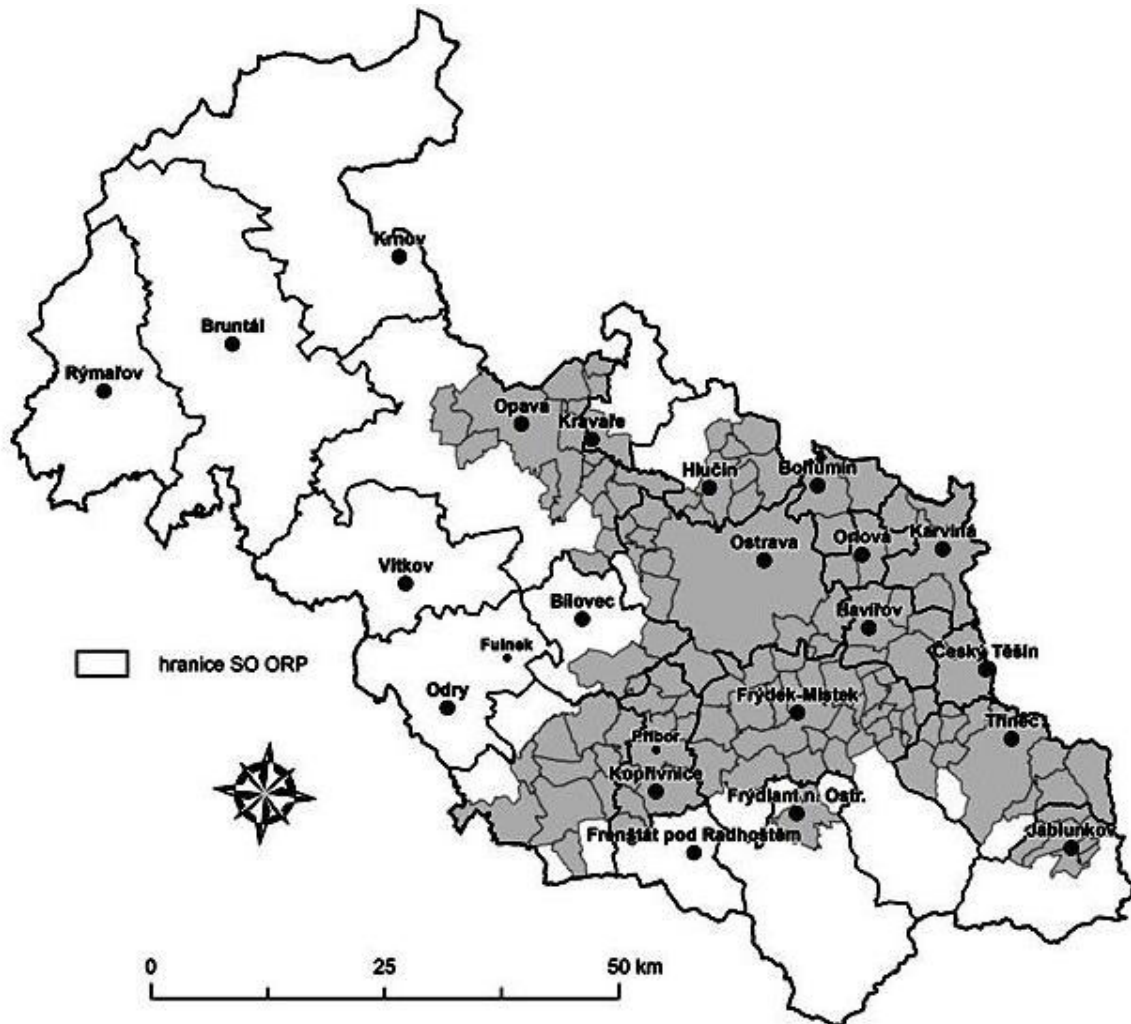 Krnov
Bruntál
Rýmařov
Opava
Kravaře
Hlučín
Bohumín
Ostrava
Orlová
Karviná
Vítkov
Bílovec
Havířov
Fulnek
hranice SO ORP
Český Těšín
Odry
Frýdek-Místek
Třinec
Příbor
Kopřivnice
Frýdlant n. Ostr.
Frenštát pod Radhoštěm
Jablunkov
0 25 50 km